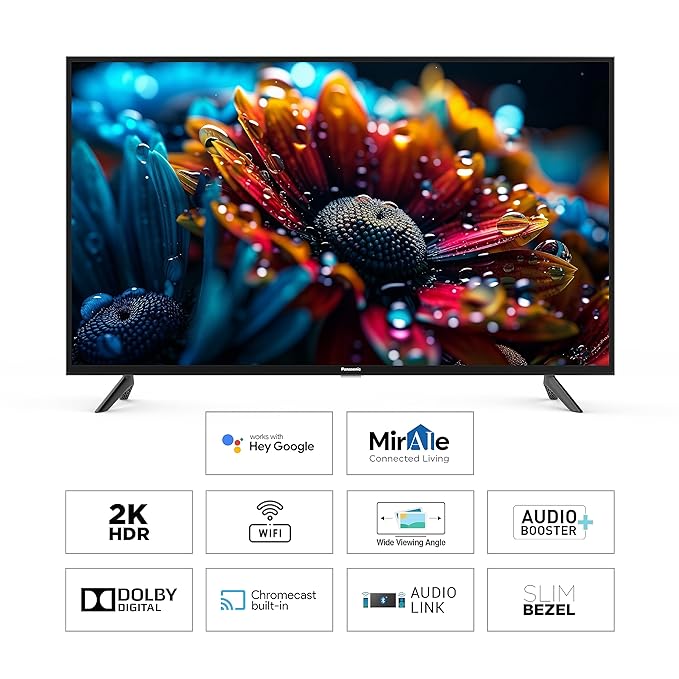 Panasonic
works with
Hey Google
MirAIe
Connected Living
2K
HDR
WIFI
Wide Viewing Angle
AUDIO
BOOSTER+
DOLBY
DIGITAL
Chromecast
built-in
AUDIO
LINK
SLIM
BEZEL